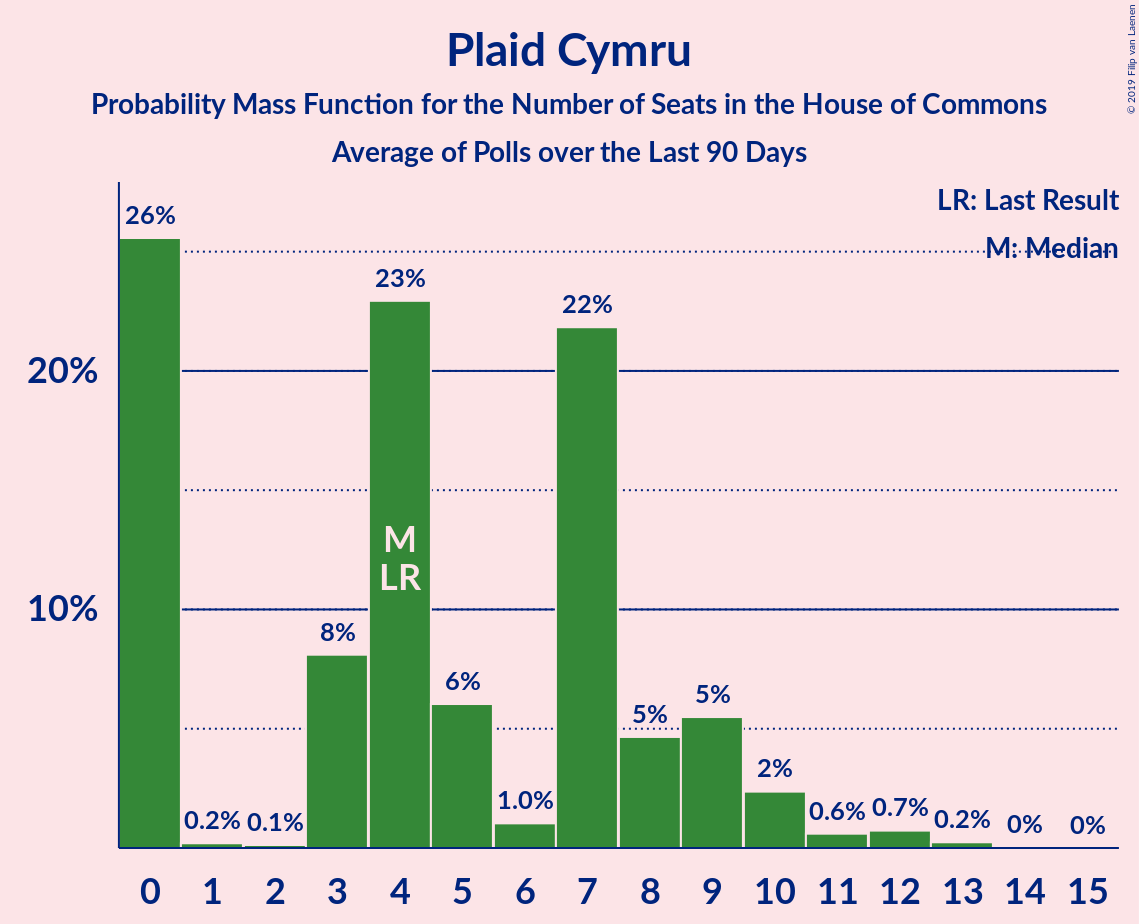 Plaid Cymru
Probability Mass Function for the Number of Seats in the House of Commons
Average of Polls over the Last 90 Days
© 2019 Filip van Laenen
LR: Last Result
M: Median
26%
23%
22%
20%
M
LR
10%
8%
6%
5%
5%
2%
1.0%
0.2%
0.1%
0.6%
0.7%
0.2%
0%
0%
0 1 2 3 4 5 6 7 8 9 10 11 12 13 14 15